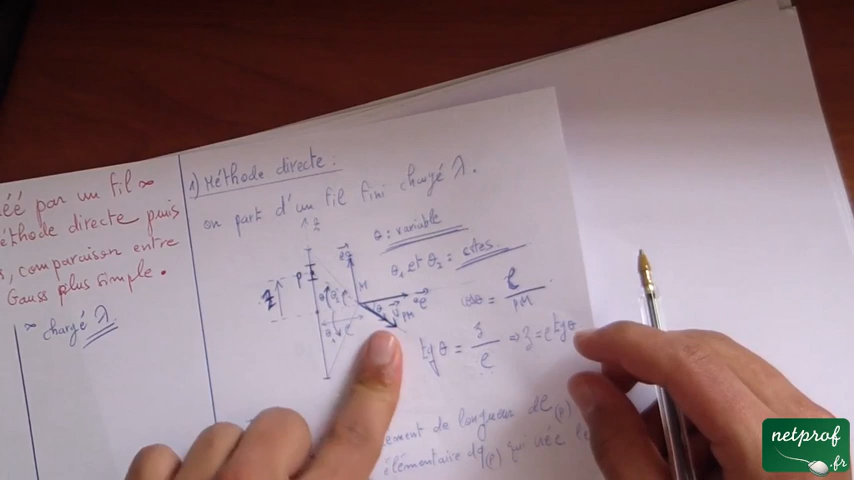 éé par un fil ∞
éthode directe puis
s, comparaison entre
Gauss plus simple.
∞ chargé λ.
1) Méthode directe :
on part d'un fil fini chargé λ.
θ : variable
θ₁ et θ₂ = cstes.
P
M
cosθ = ρ / PM
tgθ = z / ρ ⇒ z = ρ tgθ
ement de longueur dl(P)
élémentaire dq(P) qui crée le
netprof
.fr